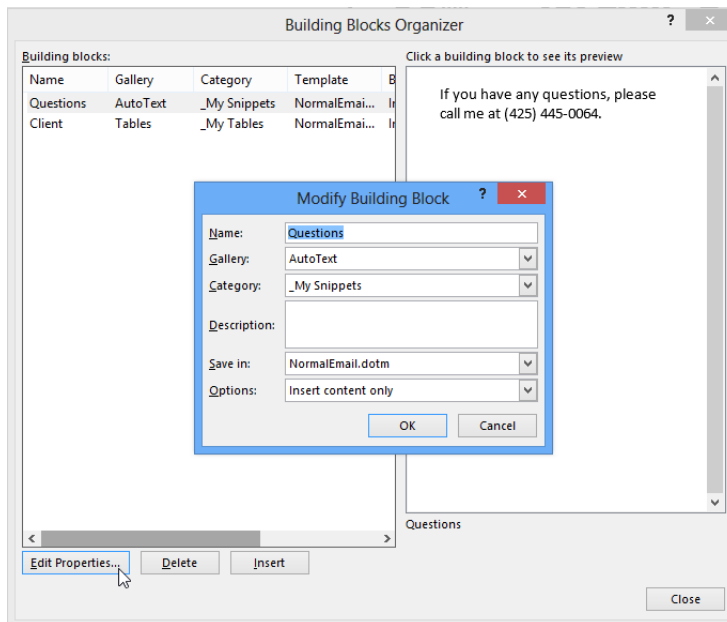 Building Blocks Organizer
?
Building blocks:
Click a building block to see its preview
Name Gallery Category Template B
Questions AutoText _My Snippets NormalEmai... In
Client Tables _My Tables NormalEmai... In
If you have any questions, please
call me at (425) 445-0064.
Modify Building Block
?
Name: Questions
Gallery: AutoText
Category: _My Snippets
Description:
Save in: NormalEmail.dotm
Options: Insert content only
OK Cancel
Questions
Edit Properties... Delete Insert
Close